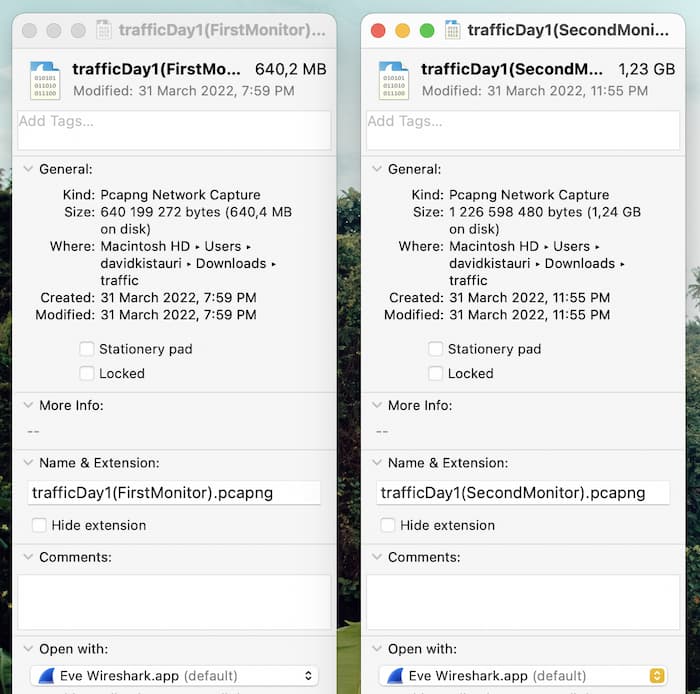 trafficDay1(FirstMonitor)...
trafficDay1(FirstMo... 640,2 MB
Modified: 31 March 2022, 7:59 PM
Add Tags...
General:
Kind: Pcapng Network Capture
Size: 640 199 272 bytes (640,4 MB
on disk)
Where: Macintosh HD ▸ Users ▸
davidkistauri ▸ Downloads ▸
traffic
Created: 31 March 2022, 7:59 PM
Modified: 31 March 2022, 7:59 PM
Stationery pad
Locked
More Info:
--
Name & Extension:
trafficDay1(FirstMonitor).pcapng
Hide extension
Comments:
Open with:
Eve Wireshark.app (default)
trafficDay1(SecondMoni...
trafficDay1(SecondM... 1,23 GB
Modified: 31 March 2022, 11:55 PM
Add Tags...
General:
Kind: Pcapng Network Capture
Size: 1 226 598 480 bytes (1,24 GB
on disk)
Where: Macintosh HD ▸ Users ▸
davidkistauri ▸ Downloads ▸
traffic
Created: 31 March 2022, 11:55 PM
Modified: 31 March 2022, 11:55 PM
Stationery pad
Locked
More Info:
--
Name & Extension:
trafficDay1(SecondMonitor).pcapng
Hide extension
Comments:
Open with:
Eve Wireshark.app (default)